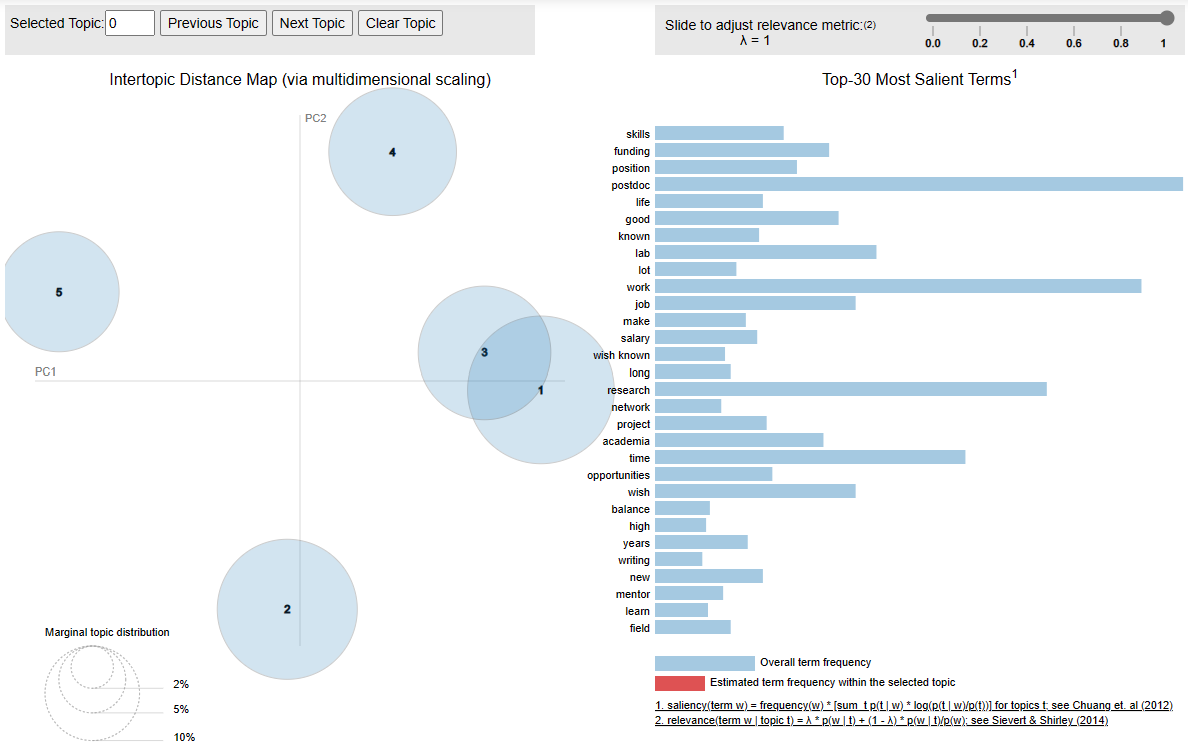 Selected Topic: 0 Previous Topic Next Topic Clear Topic
Slide to adjust relevance metric:(2)
λ = 1
0.0 0.2 0.4 0.6 0.8 1
Intertopic Distance Map (via multidimensional scaling)
PC2
4
5
3
PC1
1
2
Marginal topic distribution
2%
5%
10%
Top-30 Most Salient Terms1
skills
funding
position
postdoc
life
good
known
lab
lot
work
job
make
salary
wish known
long
research
network
project
academia
time
opportunities
wish
balance
high
years
writing
new
mentor
learn
field
Overall term frequency
Estimated term frequency within the selected topic
1. saliency(term w) = frequency(w) * [sum_t p(t | w) * log(p(t | w)/p(t))] for topics t; see Chuang et. al (2012)
2. relevance(term w | topic t) = λ * p(w | t) + (1 - λ) * p(w | t)/p(w); see Sievert & Shirley (2014)